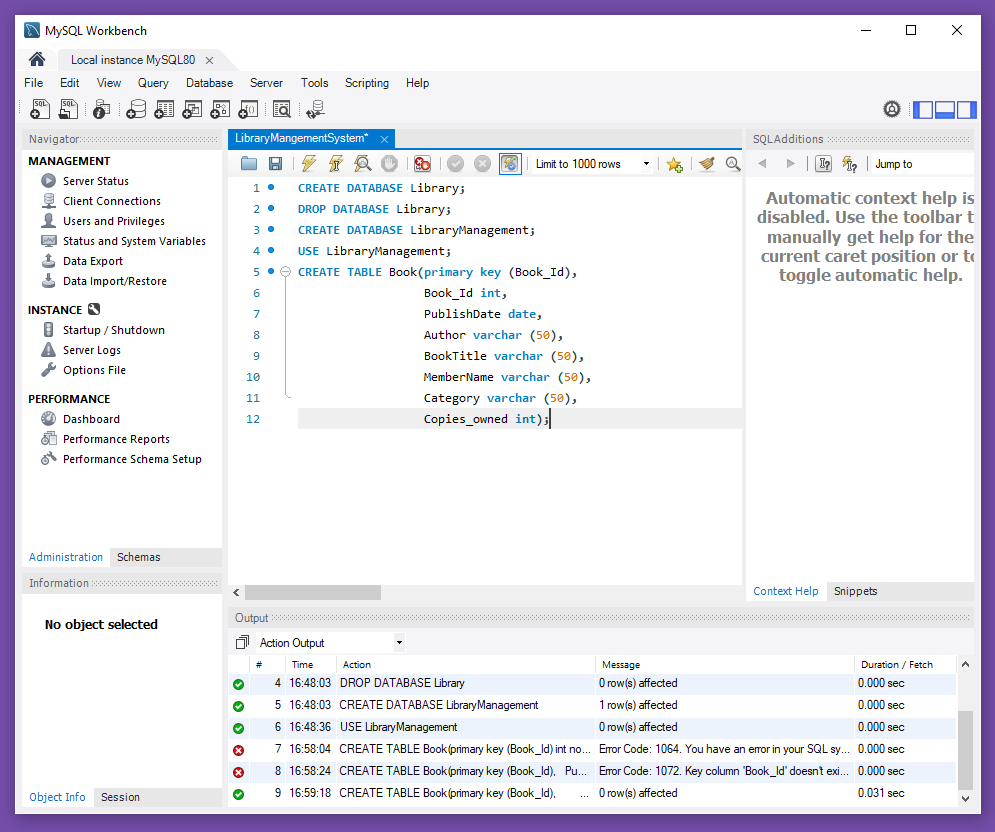 MySQL Workbench
Local instance MySQL80
File Edit View Query Database Server Tools Scripting Help
Navigator
MANAGEMENT
Server Status
Client Connections
Users and Privileges
Status and System Variables
Data Export
Data Import/Restore
INSTANCE
Startup / Shutdown
Server Logs
Options File
PERFORMANCE
Dashboard
Performance Reports
Performance Schema Setup
Administration Schemas
Information
No object selected
Object Info Session
LibraryMangementSystem*
Limit to 1000 rows
1 CREATE DATABASE Library;
2 DROP DATABASE Library;
3 CREATE DATABASE LibraryManagement;
4 USE LibraryManagement;
5 CREATE TABLE Book(primary key (Book_Id),
6 Book_Id int,
7 PublishDate date,
8 Author varchar (50),
9 BookTitle varchar (50),
10 MemberName varchar (50),
11 Category varchar (50),
12 Copies_owned int);
SQLAdditions
Jump to
Automatic context help is
disabled. Use the toolbar t
manually get help for the
current caret position or to
toggle automatic help.
Context Help Snippets
Output
Action Output
# Time Action Message Duration / Fetch
4 16:48:03 DROP DATABASE Library 0 row(s) affected 0.000 sec
5 16:48:03 CREATE DATABASE LibraryManagement 1 row(s) affected 0.000 sec
6 16:48:36 USE LibraryManagement 0 row(s) affected 0.000 sec
7 16:58:04 CREATE TABLE Book(primary key (Book_Id) int no... Error Code: 1064. You have an error in your SQL sy... 0.000 sec
8 16:58:24 CREATE TABLE Book(primary key (Book_Id), Pu... Error Code: 1072. Key column 'Book_Id' doesn't exi... 0.000 sec
9 16:59:18 CREATE TABLE Book(primary key (Book_Id), ... 0 row(s) affected 0.031 sec